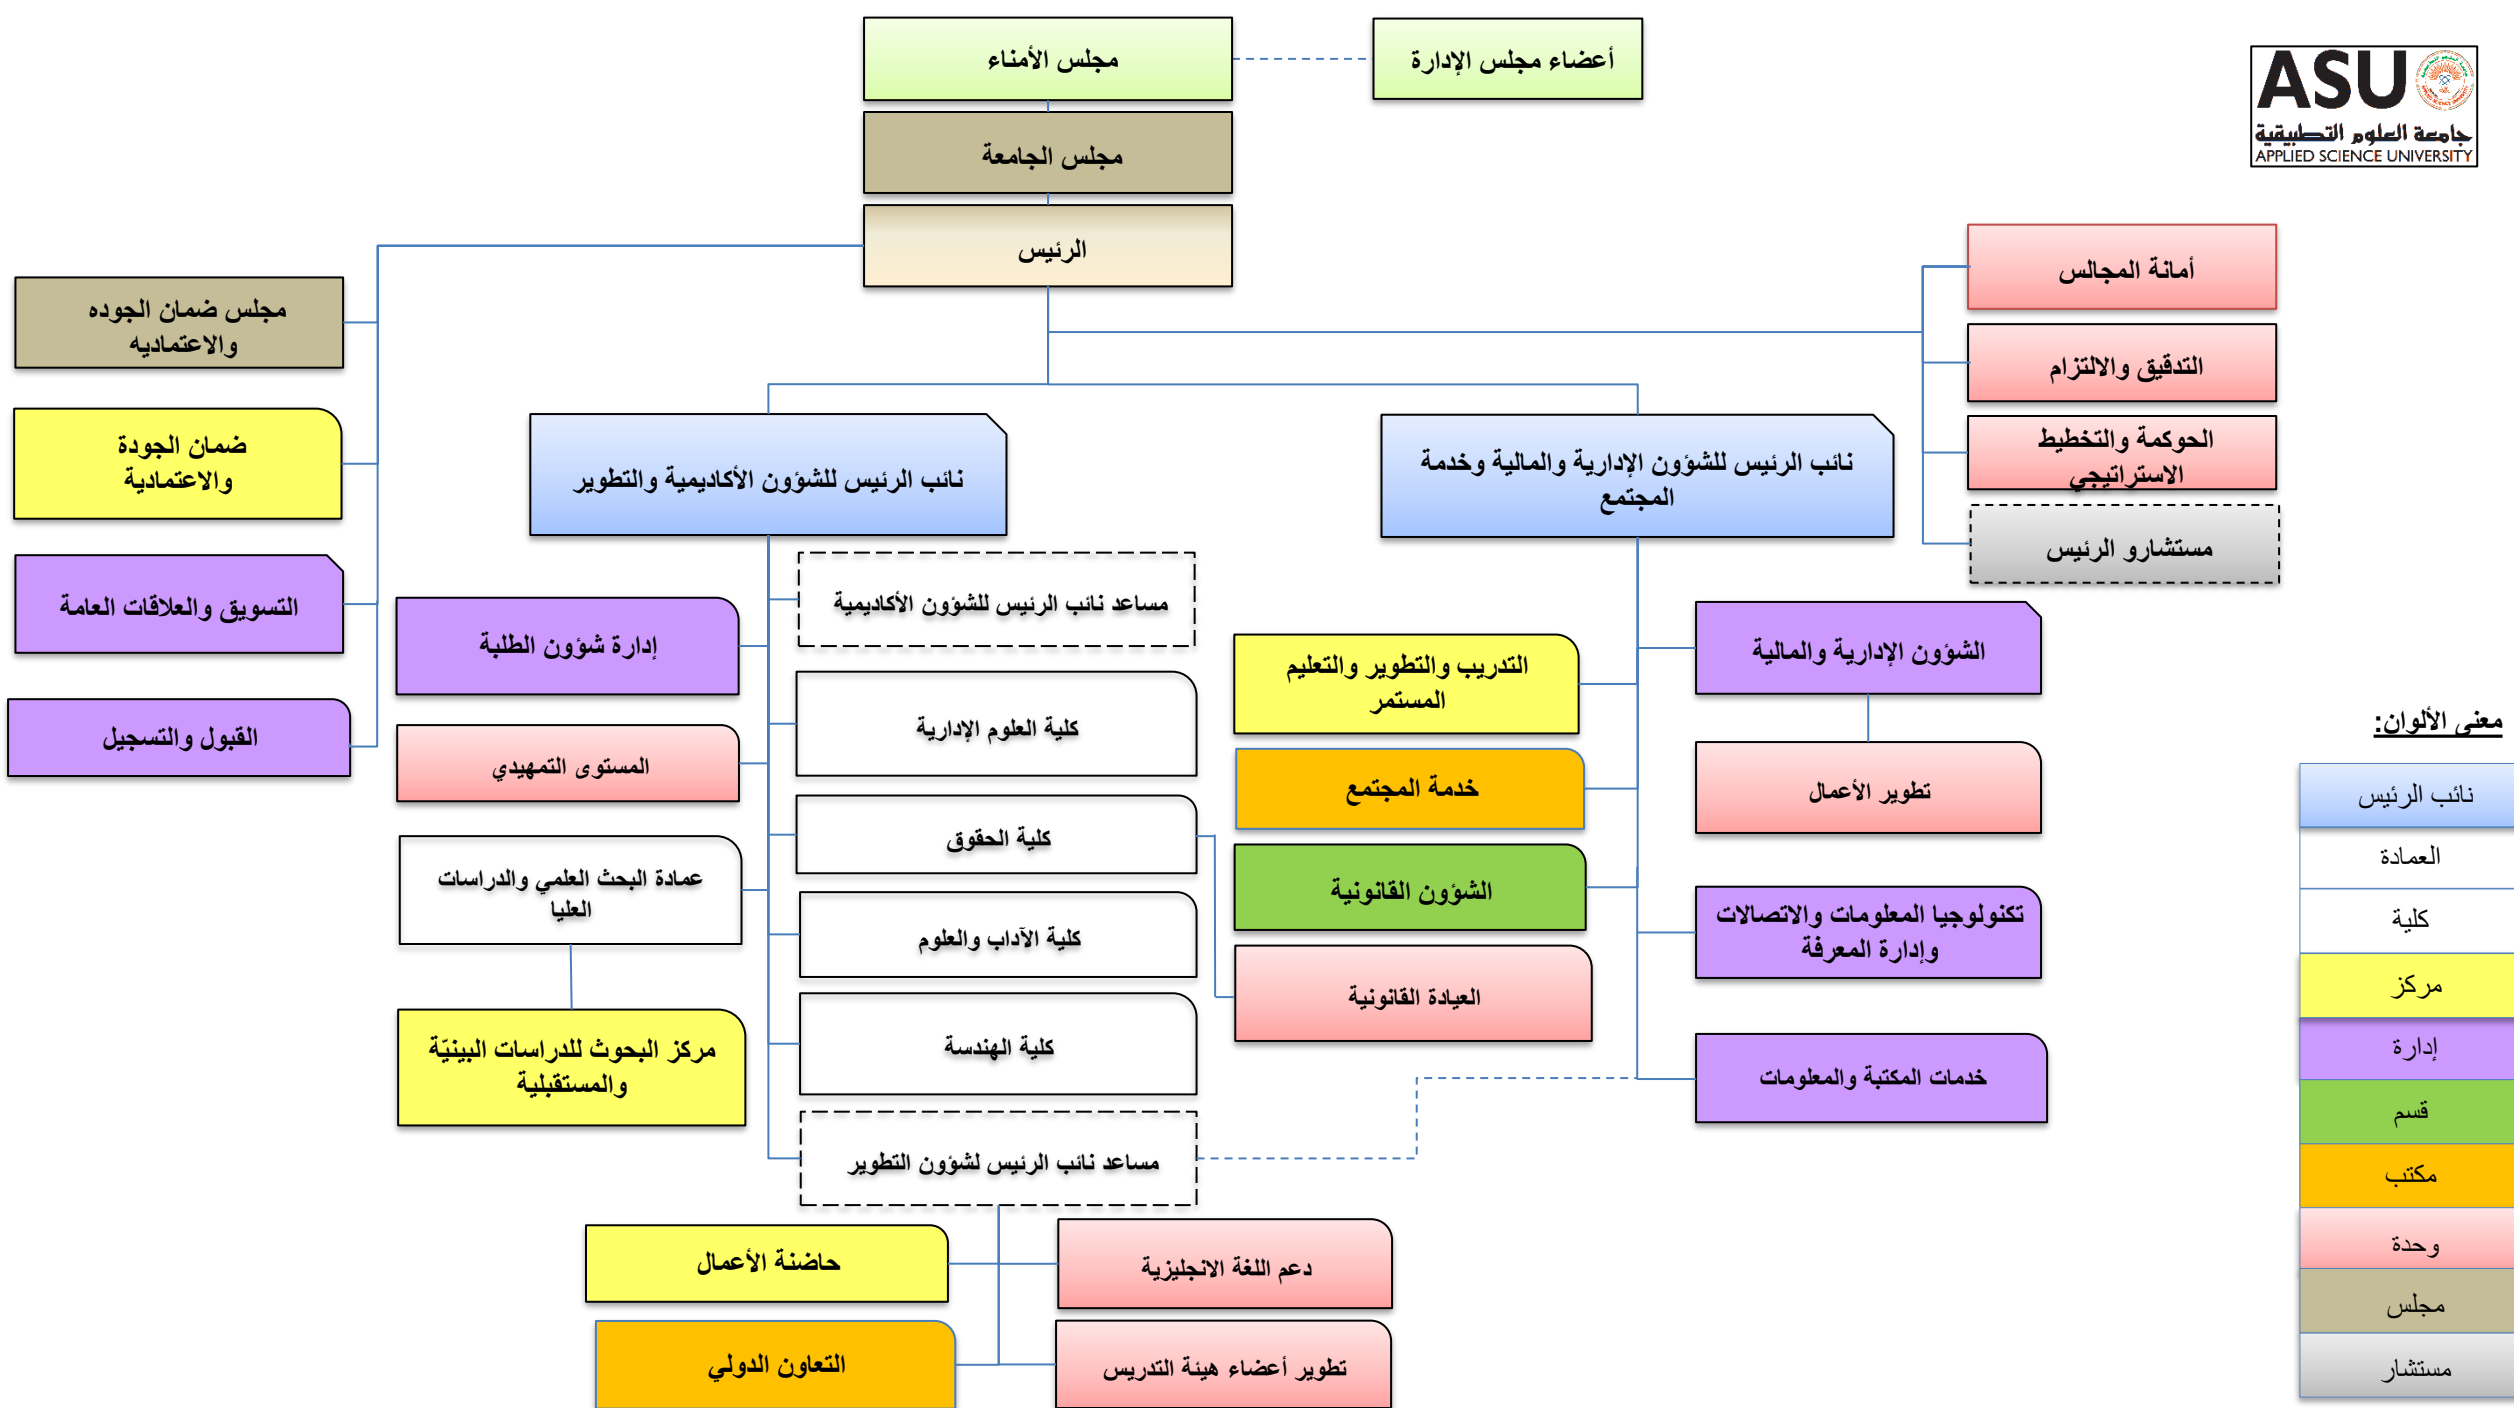 مجلس الأمناء
أعضاء مجلس الإدارة
ASU
جامعة العلوم التطبيقية
APPLIED SCIENCE UNIVERSITY
مجلس الجامعة
الرئيس
أمانة المجالس
التدقيق والالتزام
الحوكمة والتخطيط
الاستراتيجي
مستشارو الرئيس
مجلس ضمان الجوده
والاعتماديه
ضمان الجودة
والاعتمادية
التسويق والعلاقات العامة
القبول والتسجيل
نائب الرئيس للشؤون الإدارية والمالية وخدمة
المجتمع
نائب الرئيس للشؤون الأكاديمية والتطوير
الشؤون الإدارية والمالية
تطوير الأعمال
تكنولوجيا المعلومات والاتصالات
وإدارة المعرفة
خدمات المكتبة والمعلومات
التدريب والتطوير والتعليم
المستمر
خدمة المجتمع
الشؤون القانونية
العيادة القانونية
مساعد نائب الرئيس للشؤون الأكاديمية
كلية العلوم الإدارية
كلية الحقوق
كلية الآداب والعلوم
كلية الهندسة
مساعد نائب الرئيس لشؤون التطوير
إدارة شؤون الطلبة
المستوى التمهيدي
عمادة البحث العلمي والدراسات
العليا
مركز البحوث للدراسات البينيّة
والمستقبلية
دعم اللغة الانجليزية
حاضنة الأعمال
تطوير أعضاء هيئة التدريس
التعاون الدولي
معنى الألوان:
نائب الرئيس
العمادة
كلية
مركز
إدارة
قسم
مكتب
وحدة
مجلس
مستشار